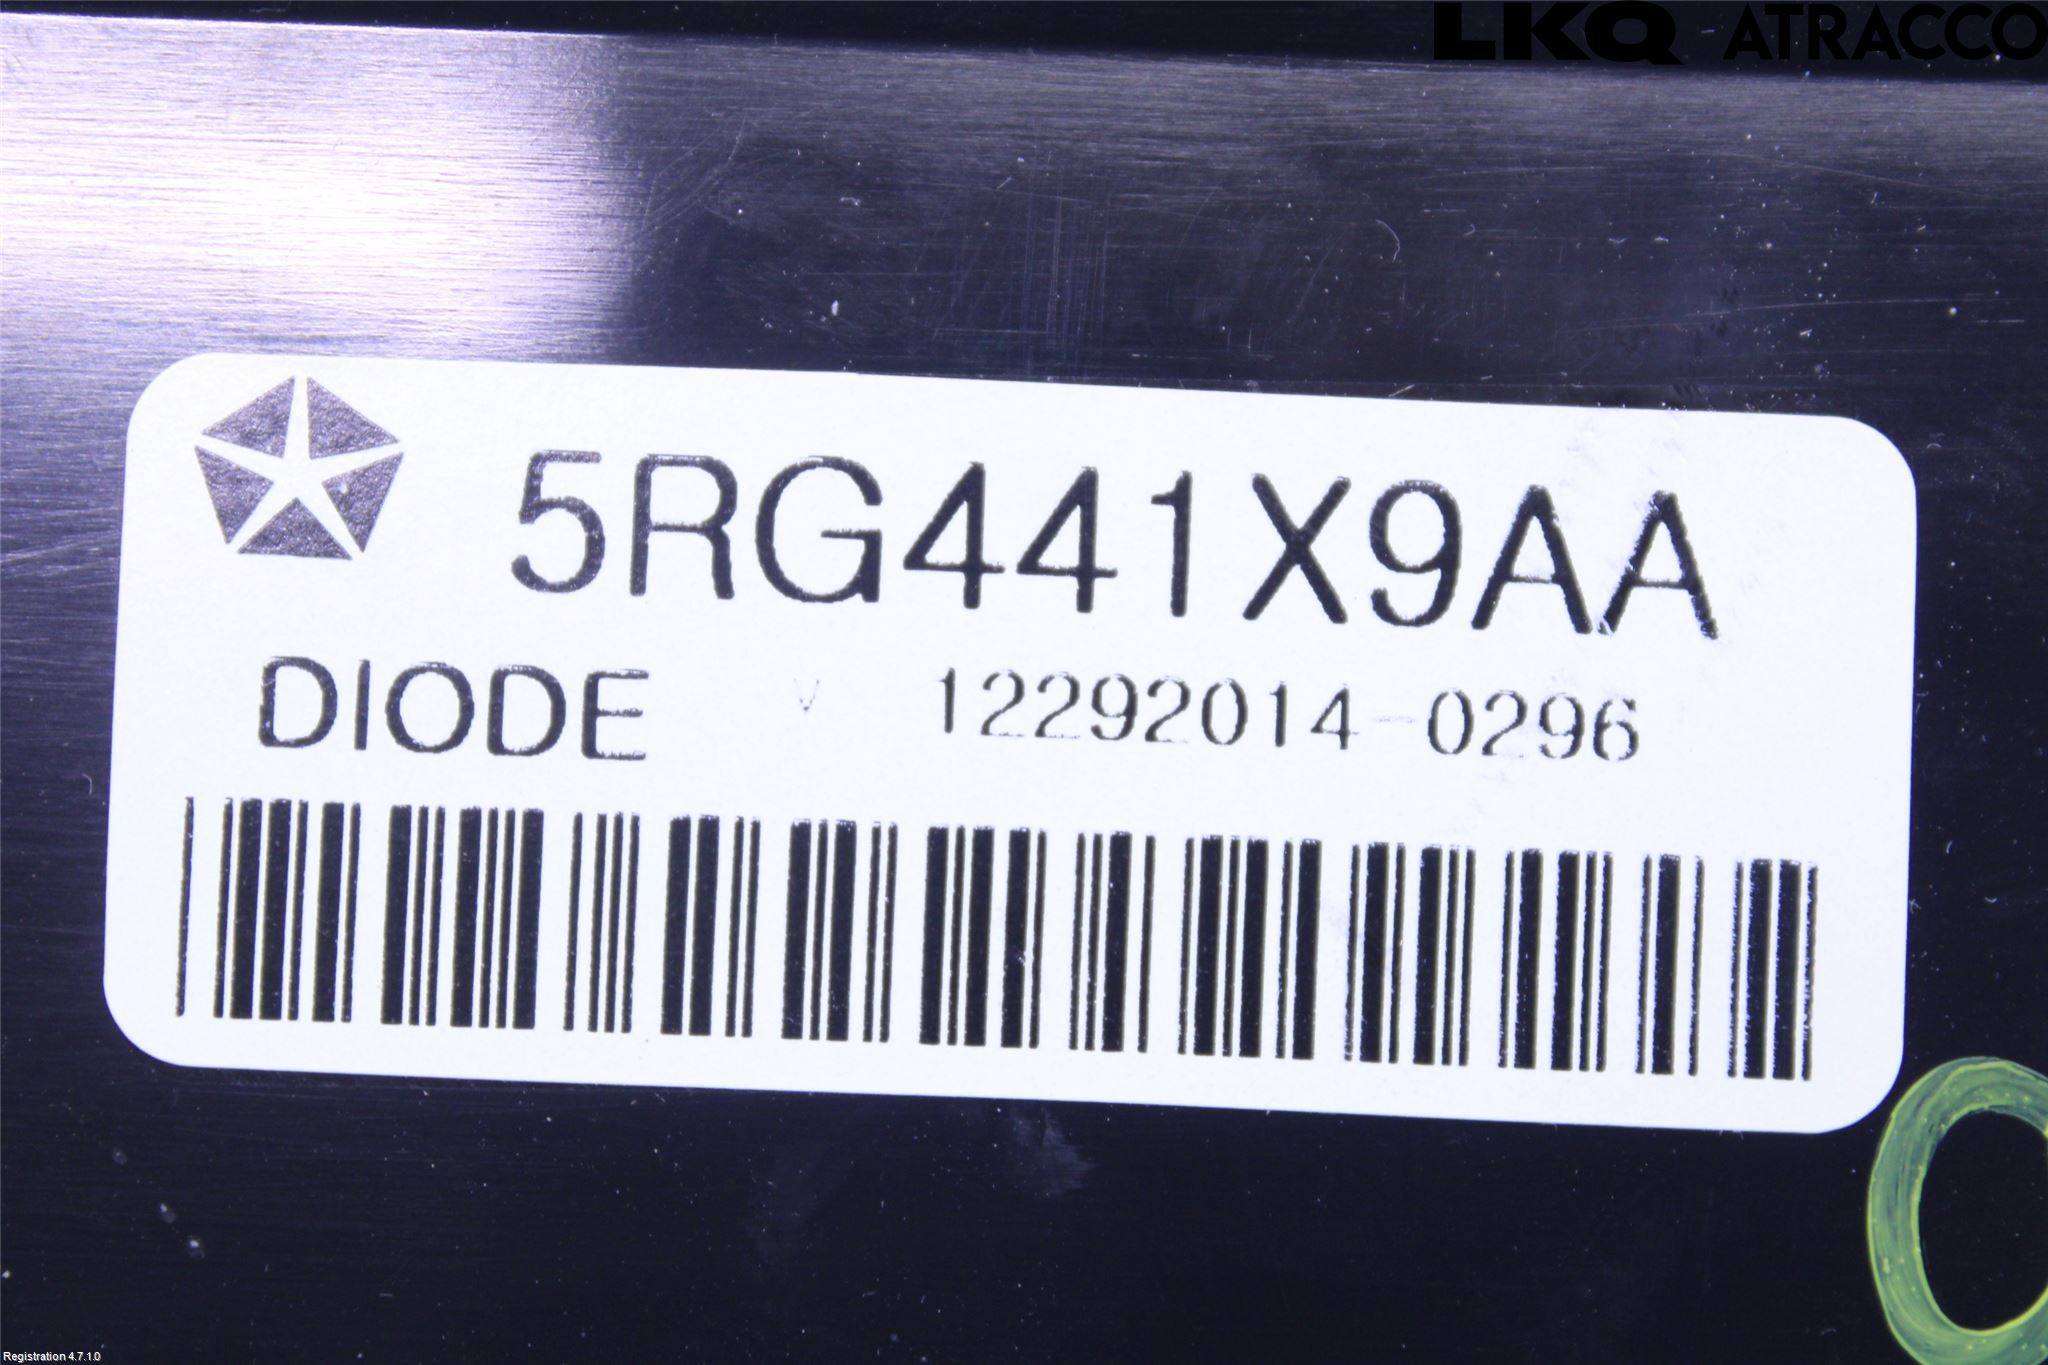 LKQ ATRACCO
5RG441X9AA
DIODE V 12292014-0296
Registration 4.7.1.0